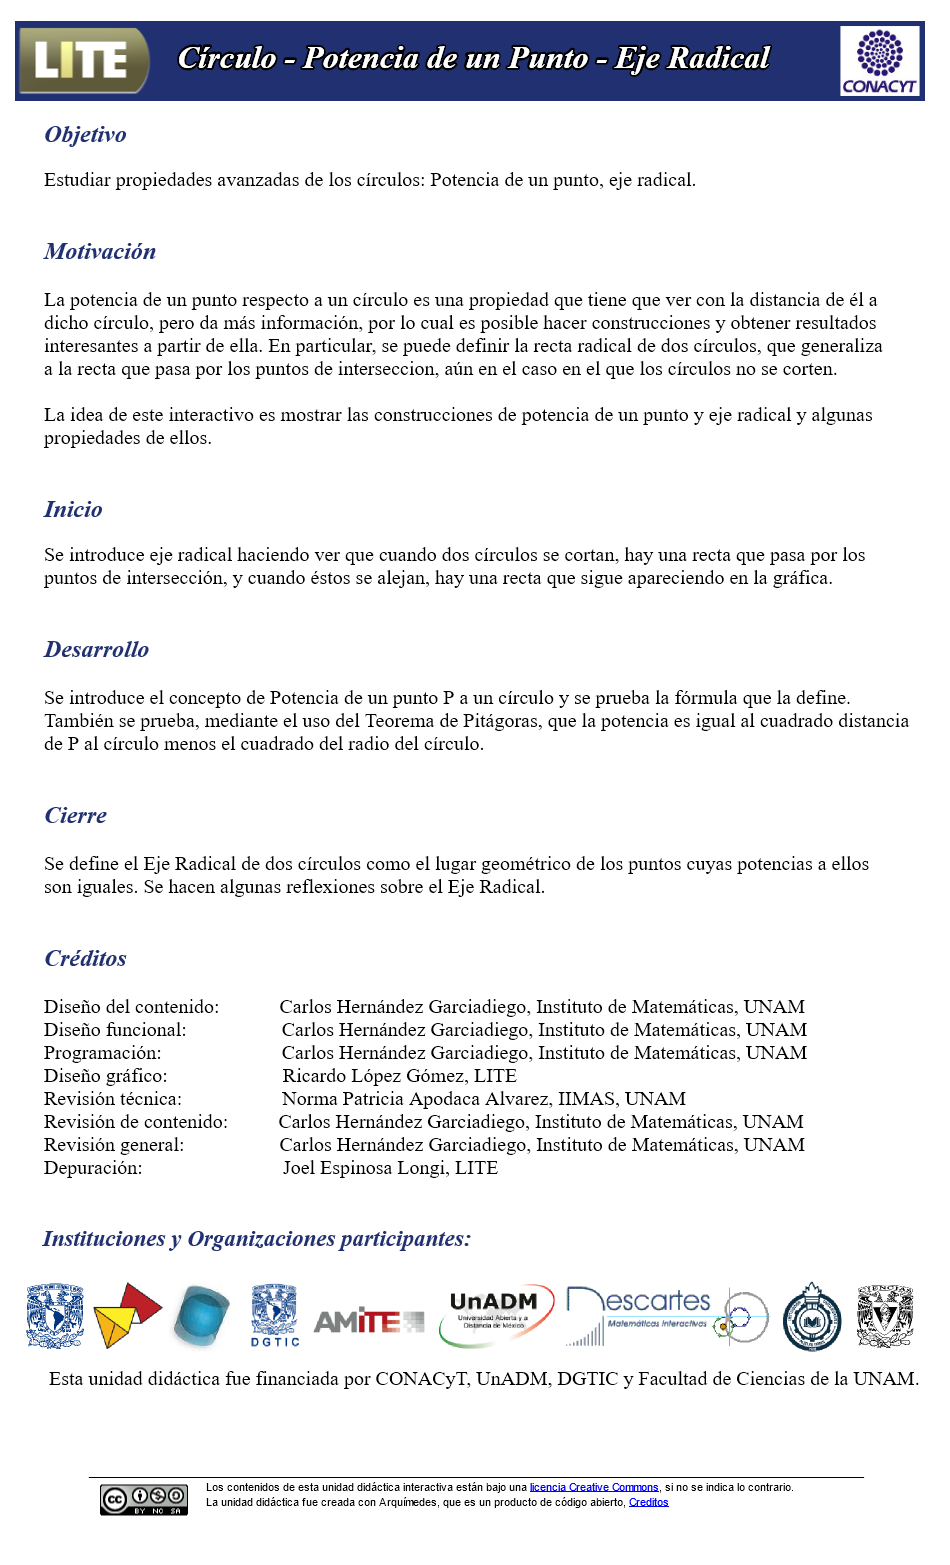 LITE
Círculo - Potencia de un Punto - Eje Radical
CONACYT
Objetivo
Estudiar propiedades avanzadas de los círculos: Potencia de un punto, eje radical.
Motivación
La potencia de un punto respecto a un círculo es una propiedad que tiene que ver con la distancia de él a
dicho círculo, pero da más información, por lo cual es posible hacer construcciones y obtener resultados
interesantes a partir de ella. En particular, se puede definir la recta radical de dos círculos, que generaliza
a la recta que pasa por los puntos de interseccion, aún en el caso en el que los círculos no se corten.
La idea de este interactivo es mostrar las construcciones de potencia de un punto y eje radical y algunas
propiedades de ellos.
Inicio
Se introduce eje radical haciendo ver que cuando dos círculos se cortan, hay una recta que pasa por los
puntos de intersección, y cuando éstos se alejan, hay una recta que sigue apareciendo en la gráfica.
Desarrollo
Se introduce el concepto de Potencia de un punto P a un círculo y se prueba la fórmula que la define.
También se prueba, mediante el uso del Teorema de Pitágoras, que la potencia es igual al cuadrado distancia
de P al círculo menos el cuadrado del radio del círculo.
Cierre
Se define el Eje Radical de dos círculos como el lugar geométrico de los puntos cuyas potencias a ellos
son iguales. Se hacen algunas reflexiones sobre el Eje Radical.
Créditos
Diseño del contenido: Carlos Hernández Garciadiego, Instituto de Matemáticas, UNAM
Diseño funcional: Carlos Hernández Garciadiego, Instituto de Matemáticas, UNAM
Programación: Carlos Hernández Garciadiego, Instituto de Matemáticas, UNAM
Diseño gráfico: Ricardo López Gómez, LITE
Revisión técnica: Norma Patricia Apodaca Alvarez, IIMAS, UNAM
Revisión de contenido: Carlos Hernández Garciadiego, Instituto de Matemáticas, UNAM
Revisión general: Carlos Hernández Garciadiego, Instituto de Matemáticas, UNAM
Depuración: Joel Espinosa Longi, LITE
Instituciones y Organizaciones participantes:
DGTIC
AMITE
UnADM
Universidad Abierta y a
Distancia de México
Descartes
Matemáticas Interactivas
Esta unidad didáctica fue financiada por CONACyT, UnADM, DGTIC y Facultad de Ciencias de la UNAM.
cc BY NC SA
Los contenidos de esta unidad didáctica interactiva están bajo una licencia Creative Commons, si no se indica lo contrario.
La unidad didáctica fue creada con Arquímedes, que es un producto de código abierto, Creditos